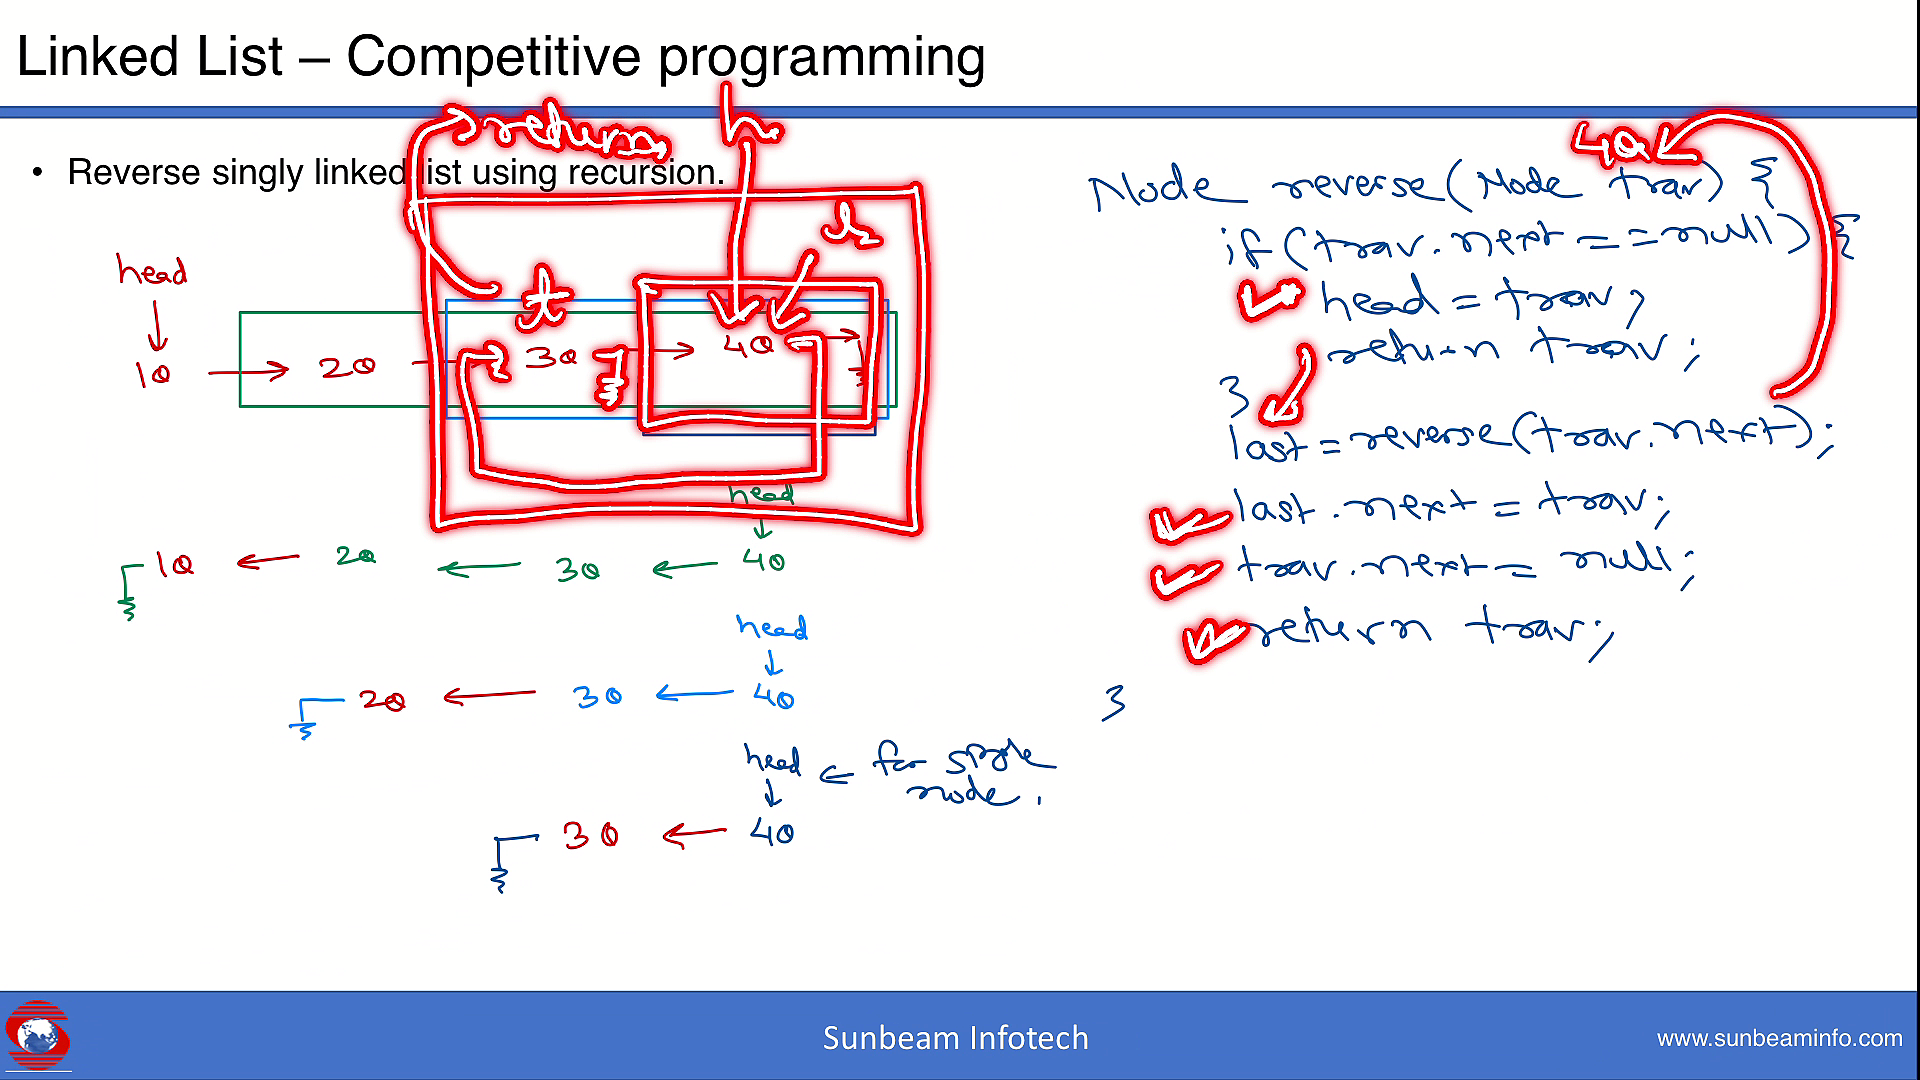 Linked List – Competitive programming
returns h
• Reverse singly linked list using recursion.
head
t
10 20 30 40
head
10 20 30 40
head
20 30 40
head for single
node.
30 40
40
Node reverse(Node trav) {
if(trav.next==null) {
head = trav;
return trav;
}
last=reverse(trav.next);
last.next = trav;
trav.next = null;
return trav;
}
Sunbeam Infotech
www.sunbeaminfo.com